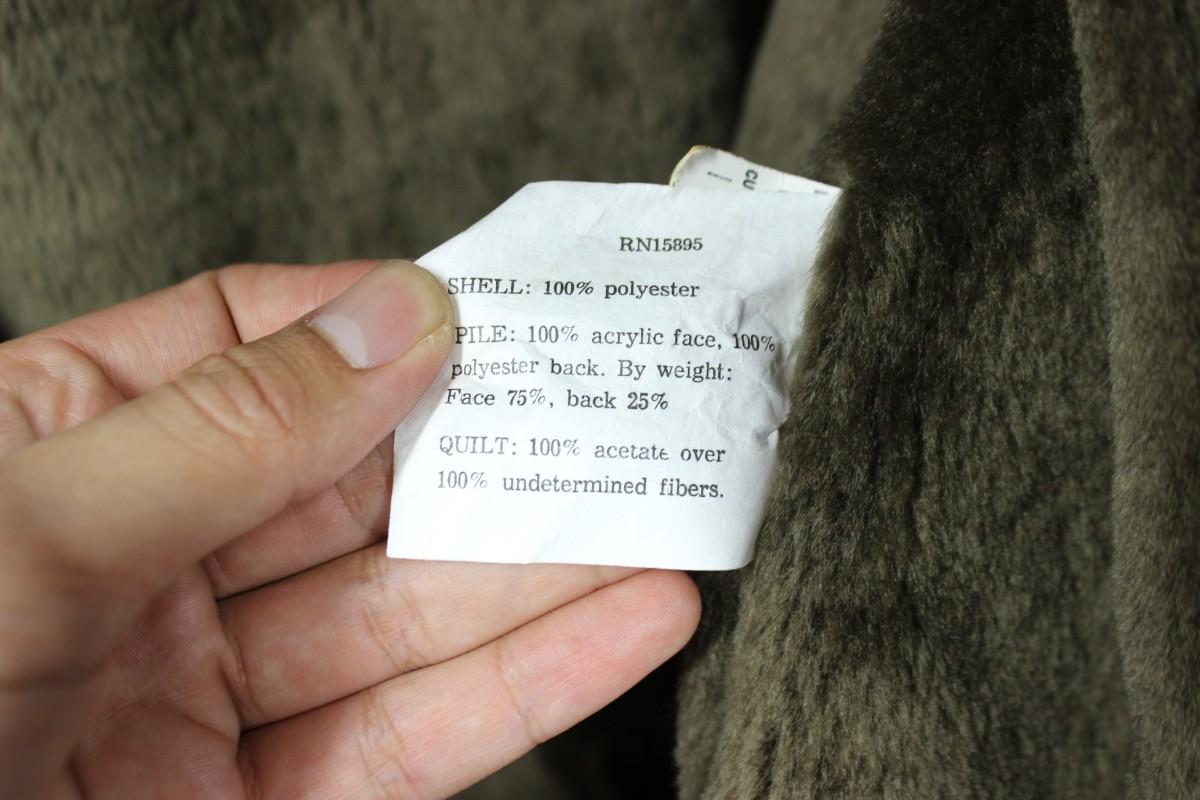 CU
RN15895
SHELL: 100% polyester
PILE: 100% acrylic face, 100%
polyester back. By weight:
Face 75%, back 25%
QUILT: 100% acetate over
100% undetermined fibers.